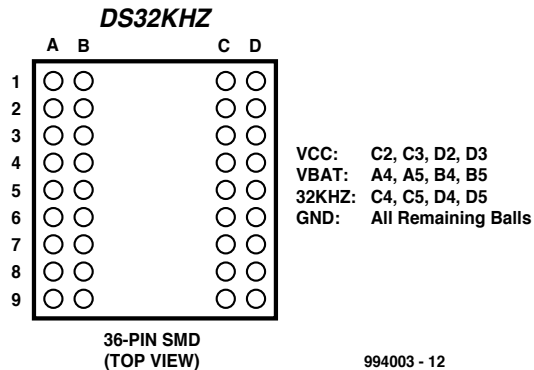 DS32KHZ
A B C D
1
2
3
4
5
6
7
8
9
VCC: C2, C3, D2, D3
VBAT: A4, A5, B4, B5
32KHZ: C4, C5, D4, D5
GND: All Remaining Balls
36-PIN SMD
(TOP VIEW)
994003 - 12